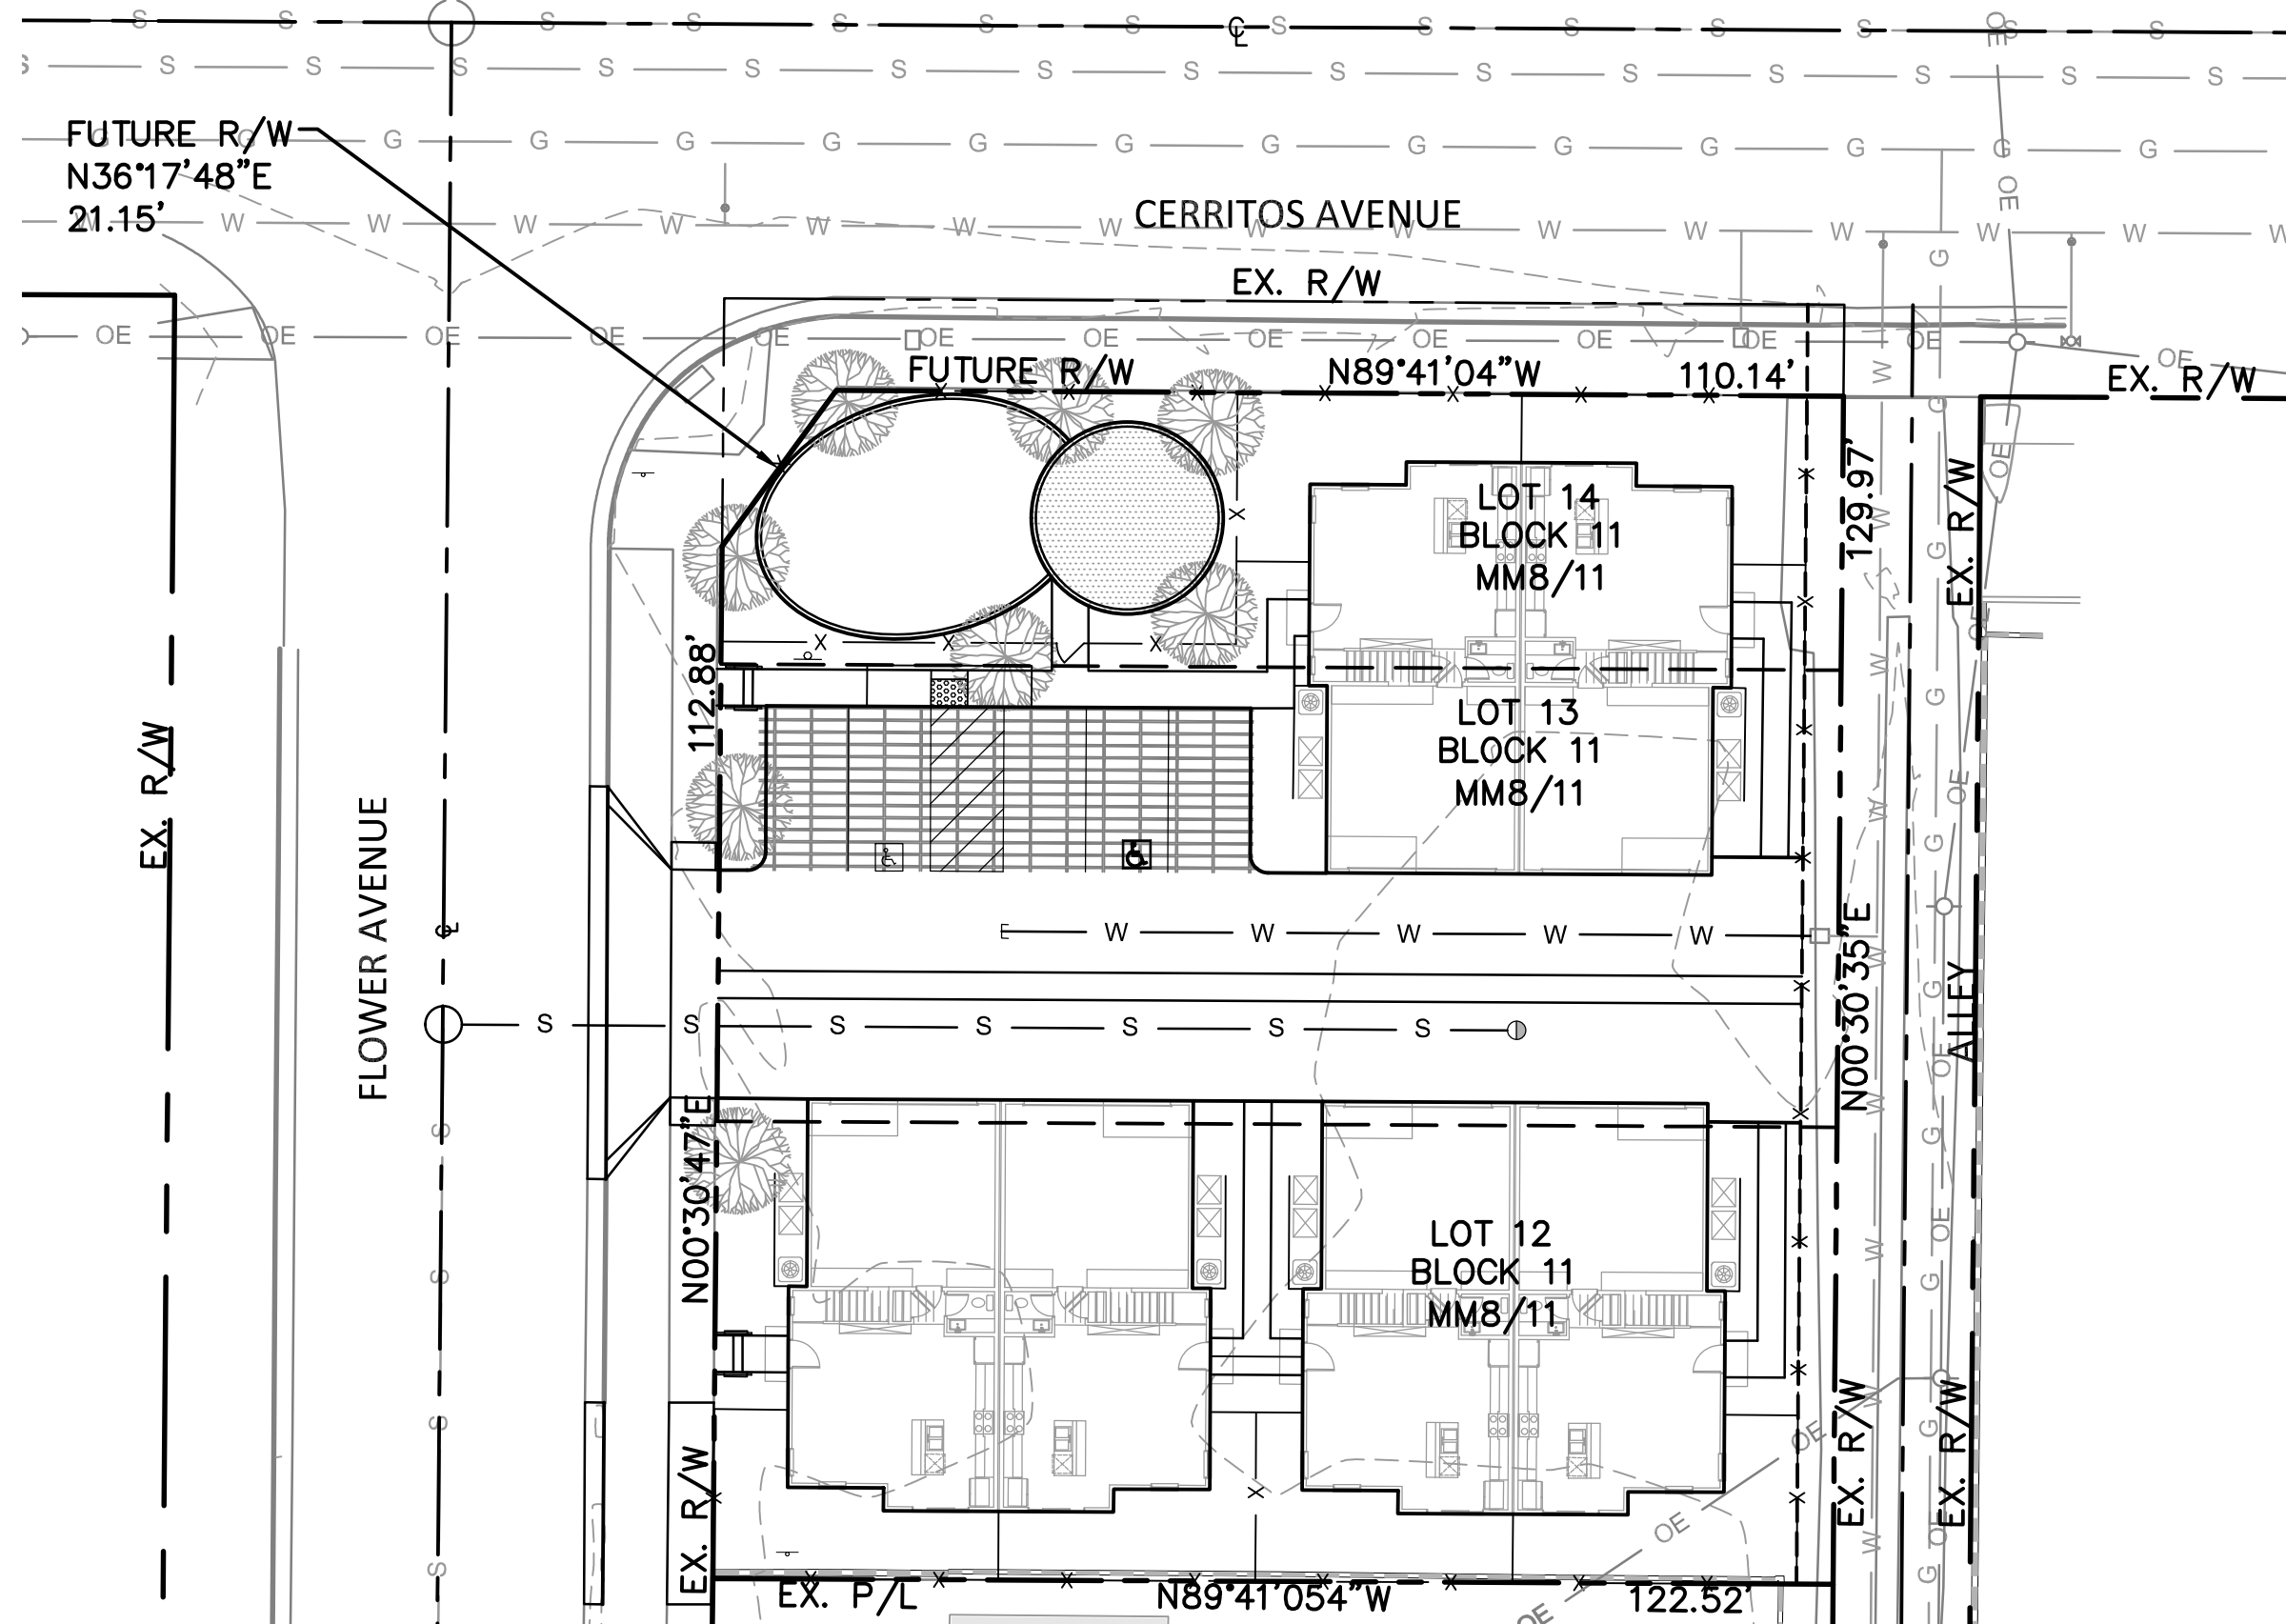 FUTURE R/W
N36°17'48"E
21.15'
CERRITOS AVENUE
EX. R/W
FUTURE R/W
N89°41'04"W
110.14'
EX. R/W
129.97'
EX. R/W
LOT 14
BLOCK 11
MM8/11
112.88'
LOT 13
BLOCK 11
MM8/11
EX. R/W
FLOWER AVENUE
N00°30'35"E
ALLEY
N00°30'47"E
LOT 12
BLOCK 11
MM8/11
EX. R/W
EX. R/W
EX. R/W
EX. P/L
N89°41'054"W
122.52'